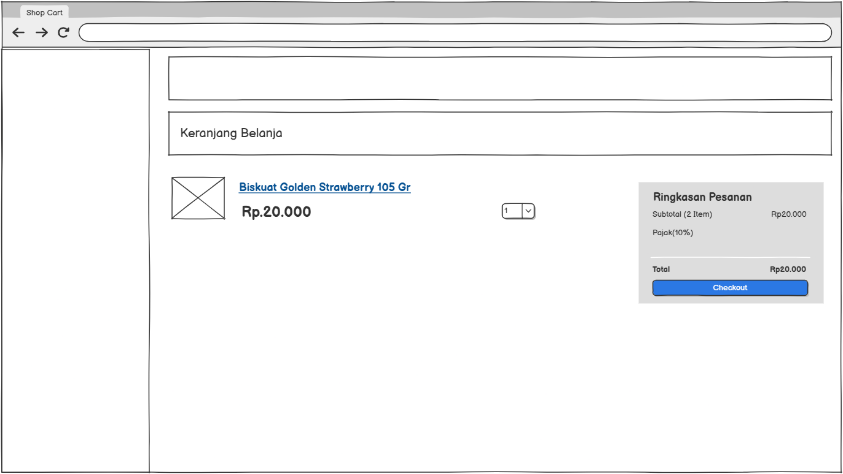 Shop Cart
Keranjang Belanja
Biskuat Golden Strawberry 105 Gr
Rp.20.000
1
Ringkasan Pesanan
Subtotal (2 Item) Rp20.000
Pajak(10%)
Total Rp20.000
Checkout